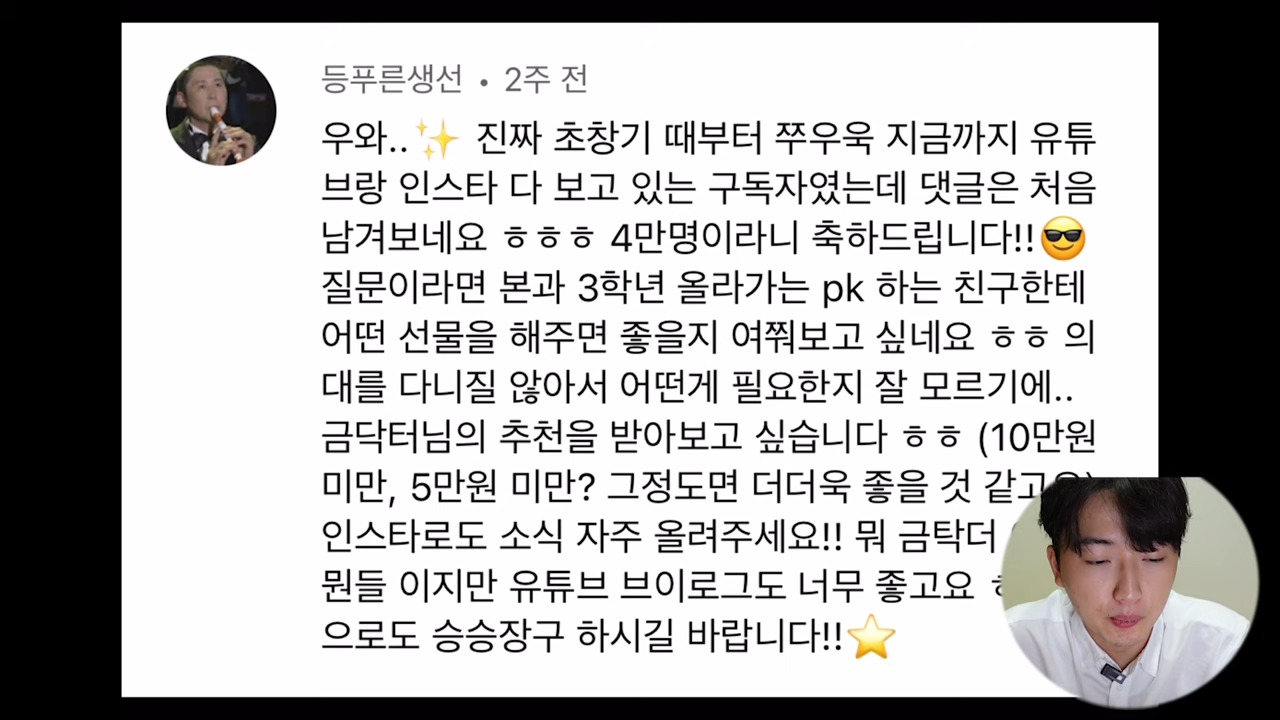 등푸른생선 • 2주 전
우와..✨ 진짜 초창기 때부터 쭈우욱 지금까지 유튜
브랑 인스타 다 보고 있는 구독자였는데 댓글은 처음
남겨보네요 ㅎㅎㅎ 4만명이라니 축하드립니다!!😎
질문이라면 본과 3학년 올라가는 pk 하는 친구한테
어떤 선물을 해주면 좋을지 여쭤보고 싶네요 ㅎㅎ 의
대를 다니질 않아서 어떤게 필요한지 잘 모르기에..
금닥터님의 추천을 받아보고 싶습니다 ㅎㅎ (10만원
미만, 5만원 미만? 그정도면 더더욱 좋을 것
인스타로도 소식 자주 올려주세요!! 뭐 금탁더
뭔들 이지만 유튜브 브이로그도 너무 좋고요
으로도 승승장구 하시길 바랍니다!!⭐